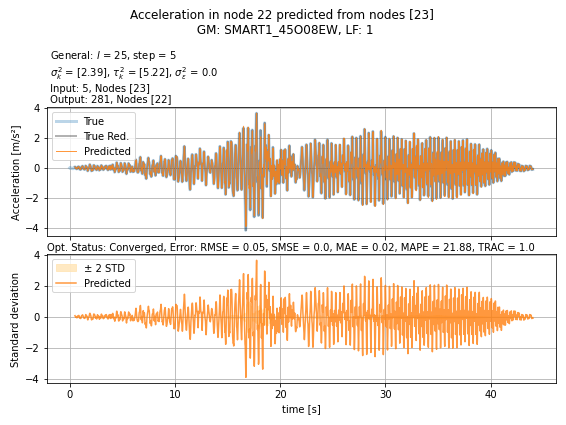 Acceleration in node 22 predicted from nodes [23]
GM: SMART1_45O08EW, LF: 1
General: l = 25, step = 5
σ²ₖ = [2.39], τ²ₖ = [5.22], σ²ε = 0.0
Input: 5, Nodes [23]
Output: 281, Nodes [22]
4
2
0
−2
−4
Acceleration [m/s²]
True
True Red.
Predicted
Opt. Status: Converged, Error: RMSE = 0.05, SMSE = 0.0, MAE = 0.02, MAPE = 21.88, TRAC = 1.0
4
2
0
−2
−4
Standard deviation
± 2 STD
Predicted
0 10 20 30 40
time [s]